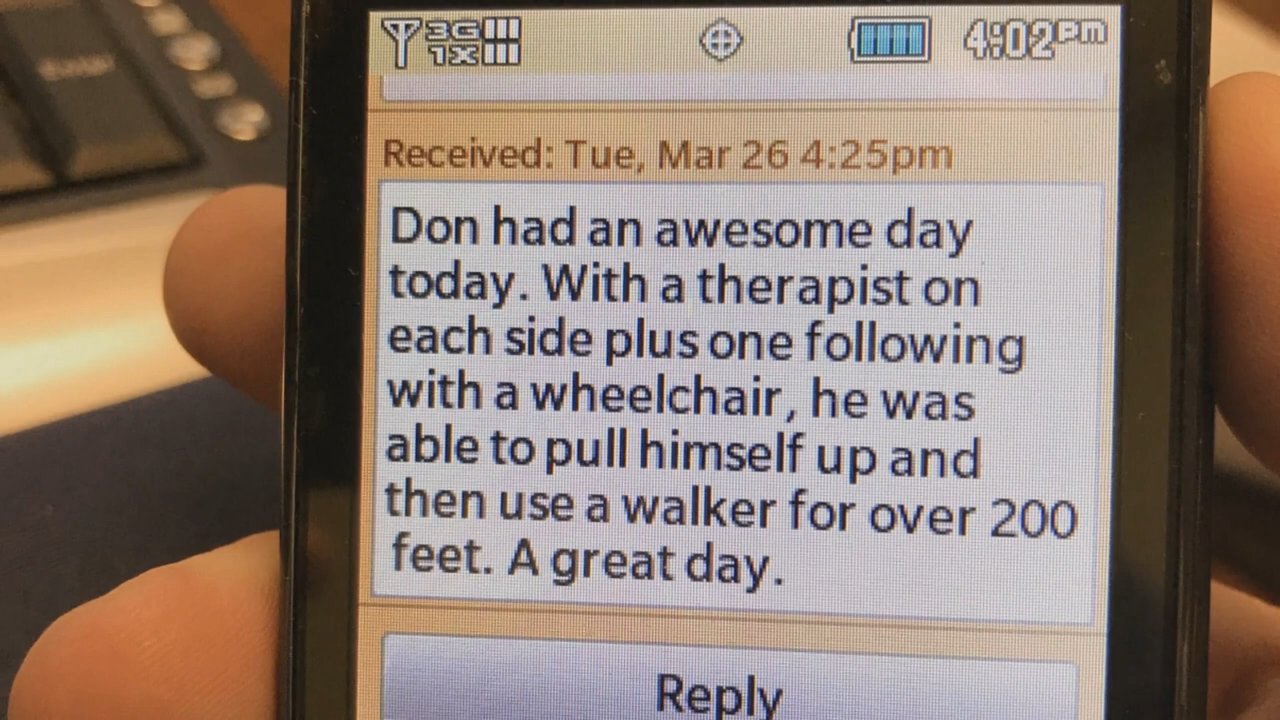 3G
1X
4:02pm
Received: Tue, Mar 26 4:25pm
Don had an awesome day
today. With a therapist on
each side plus one following
with a wheelchair, he was
able to pull himself up and
then use a walker for over 200
feet. A great day.
Reply